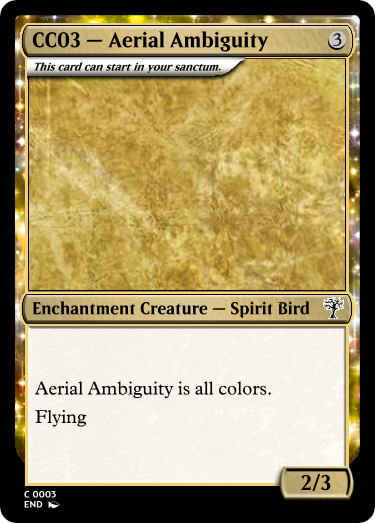 CC03 — Aerial Ambiguity 3
This card can start in your sanctum.
Enchantment Creature — Spirit Bird
Aerial Ambiguity is all colors.
Flying
2/3
C 0003
END